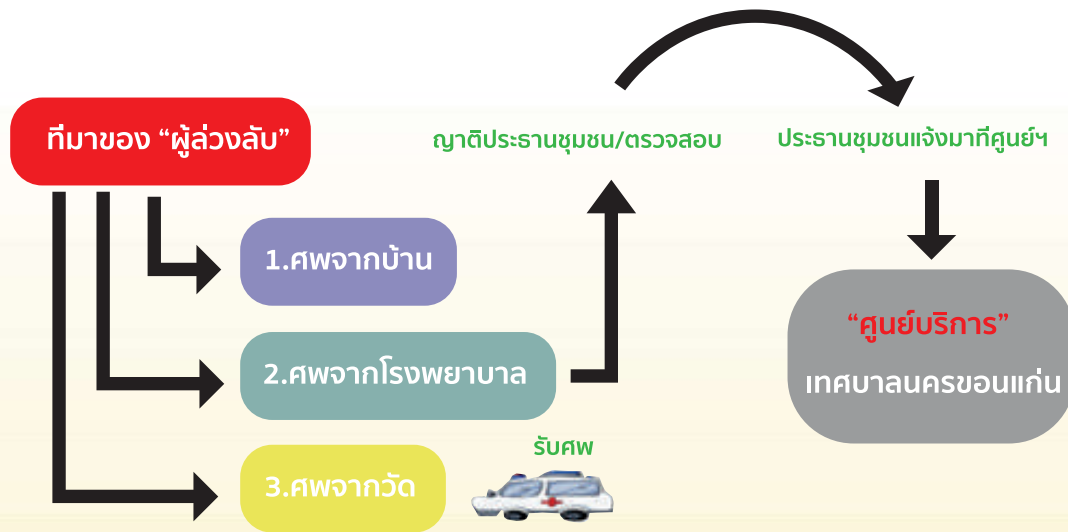 ที่มาของ “ผู้ล่วงลับ”
ญาติประธานชุมชน/ตรวจสอบ
ประธานชุมชนแจ้งมาที่ศูนย์ฯ
1.ศพจากบ้าน
2.ศพจากโรงพยาบาล
3.ศพจากวัด
รับศพ
“ศูนย์บริการ”
เทศบาลนครขอนแก่น